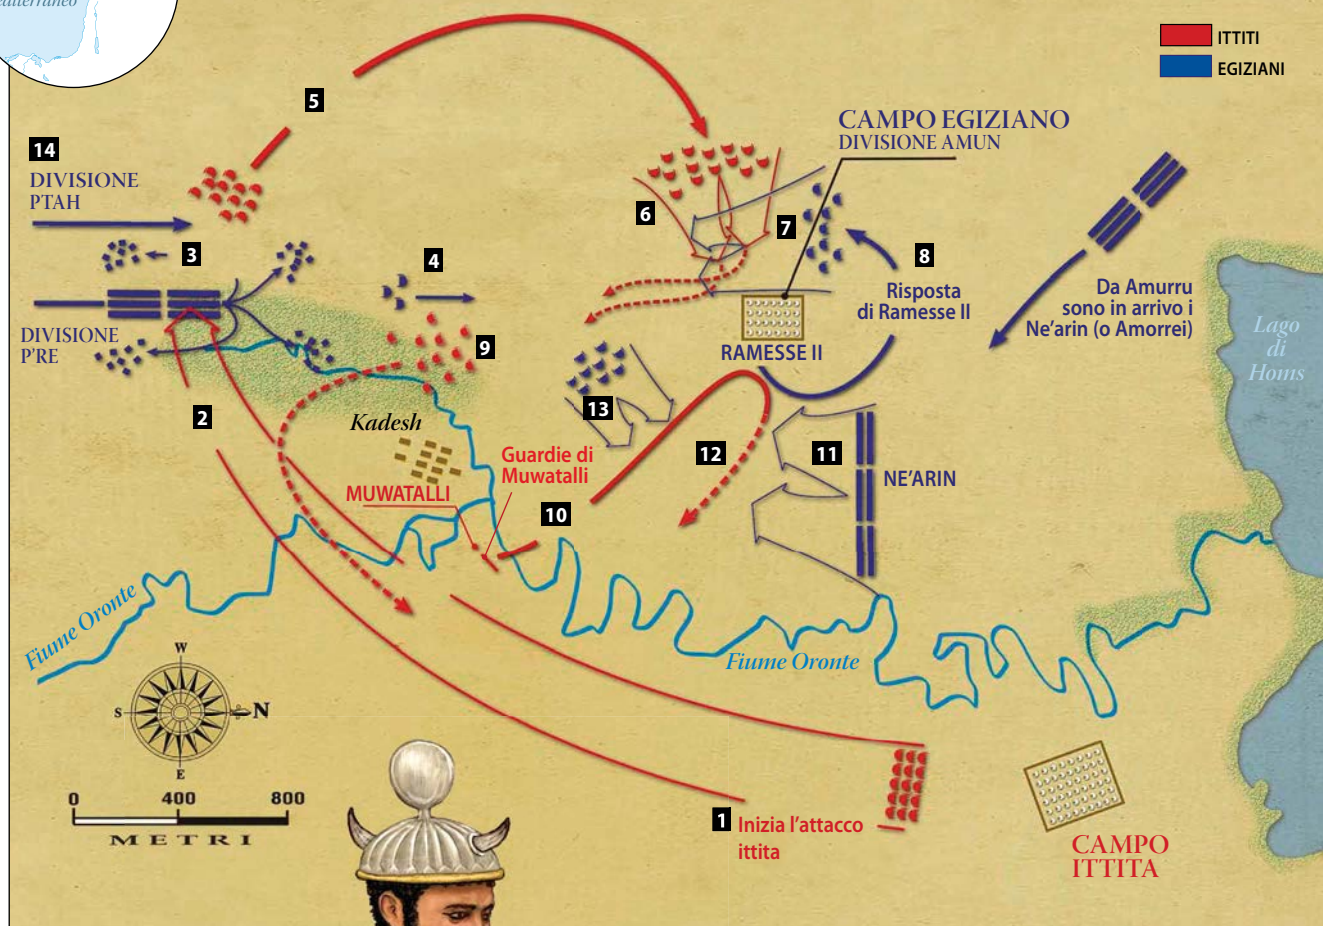 ITTITI
EGIZIANI
5
14
DIVISIONE
PTAH
CAMPO EGIZIANO
DIVISIONE AMUN
6
7
3
4
8
Risposta
di Ramesse II
Da Amurru
sono in arrivo i
Ne'arin (o Amorrei)
Lago
di
Homs
DIVISIONE
P'RE
9
RAMESSE II
2
Kadesh
13
12
11
NE'ARIN
Guardie di
Muwatalli
MUWATALLI
10
Fiume Oronte
Fiume Oronte
W
S
N
E
0 400 800
METRI
1
Inizia l'attacco
ittita
CAMPO
ITTITA